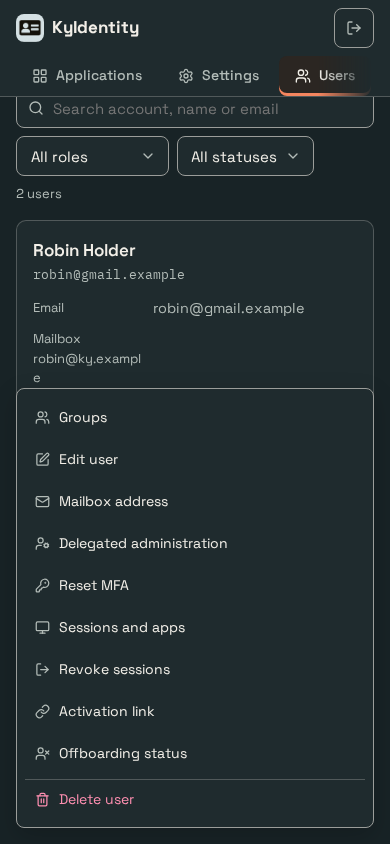 KyIdentity
Applications
Settings
Users
Search account, name or email
All roles
All statuses
2 users
Robin Holder
robin@gmail.example
Email
robin@gmail.example
Mailbox
robin@ky.exampl
e
Groups
Edit user
Mailbox address
Delegated administration
Reset MFA
Sessions and apps
Revoke sessions
Activation link
Offboarding status
Delete user